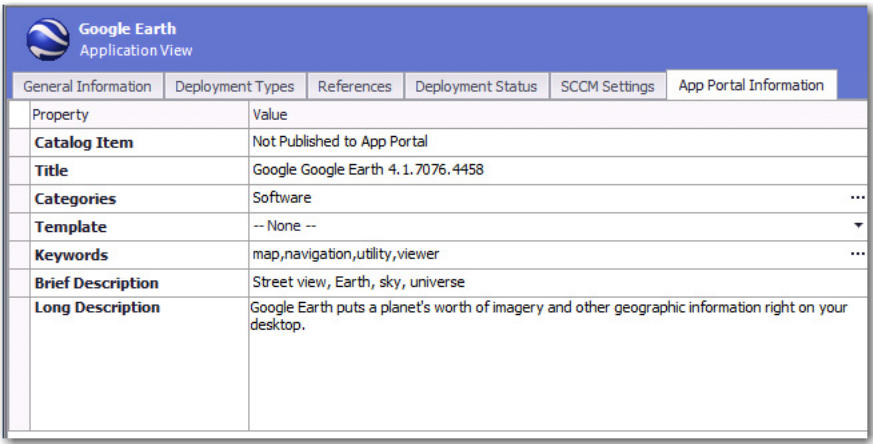 Google Earth
Application View
General Information Deployment Types References Deployment Status SCCM Settings App Portal Information
Property Value
Catalog Item Not Published to App Portal
Title Google Google Earth 4.1.7076.4458
Categories Software ...
Template -- None --
Keywords map,navigation,utility,viewer ...
Brief Description Street view, Earth, sky, universe
Long Description Google Earth puts a planet's worth of imagery and other geographic information right on your
desktop.